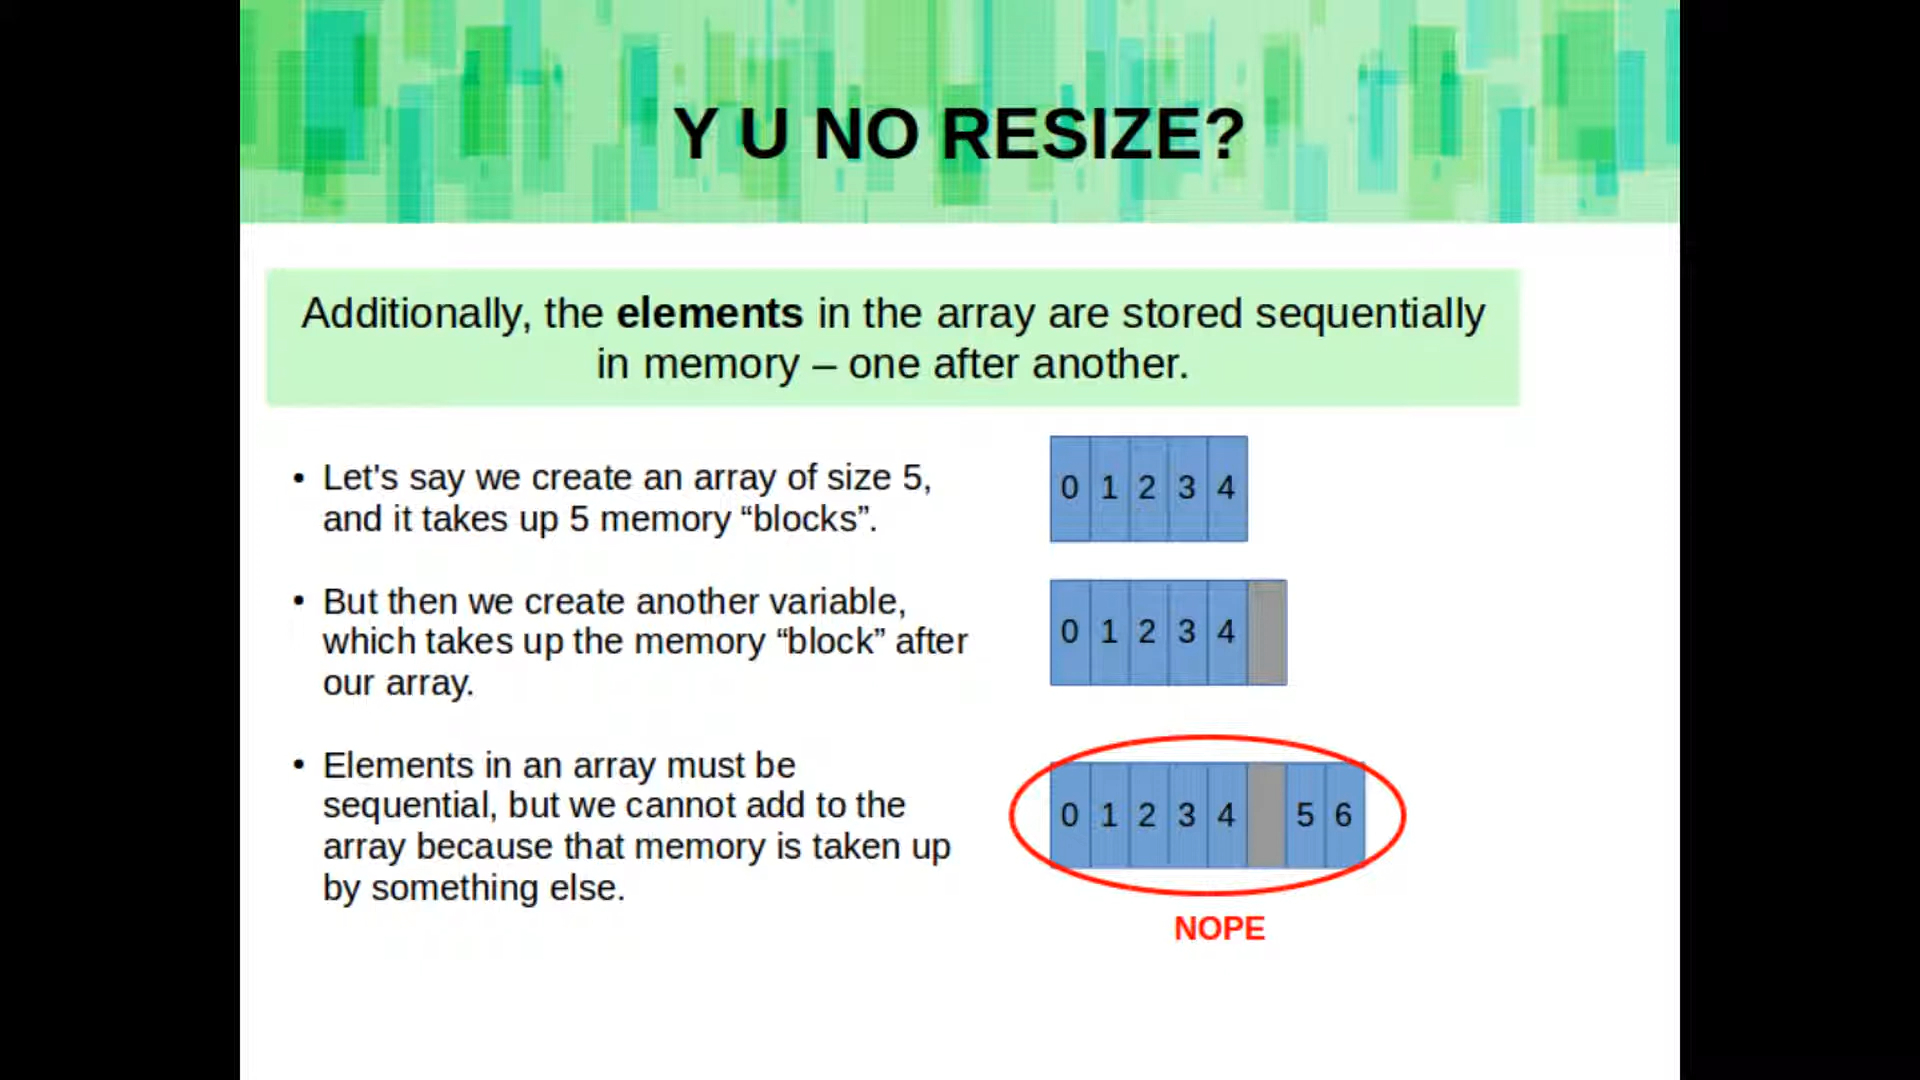 Y U NO RESIZE?
Additionally, the elements in the array are stored sequentially
in memory – one after another.
• Let's say we create an array of size 5,
and it takes up 5 memory “blocks”.
0 1 2 3 4
• But then we create another variable,
which takes up the memory “block” after
our array.
0 1 2 3 4
• Elements in an array must be
sequential, but we cannot add to the
array because that memory is taken up
by something else.
0 1 2 3 4 5 6
NOPE